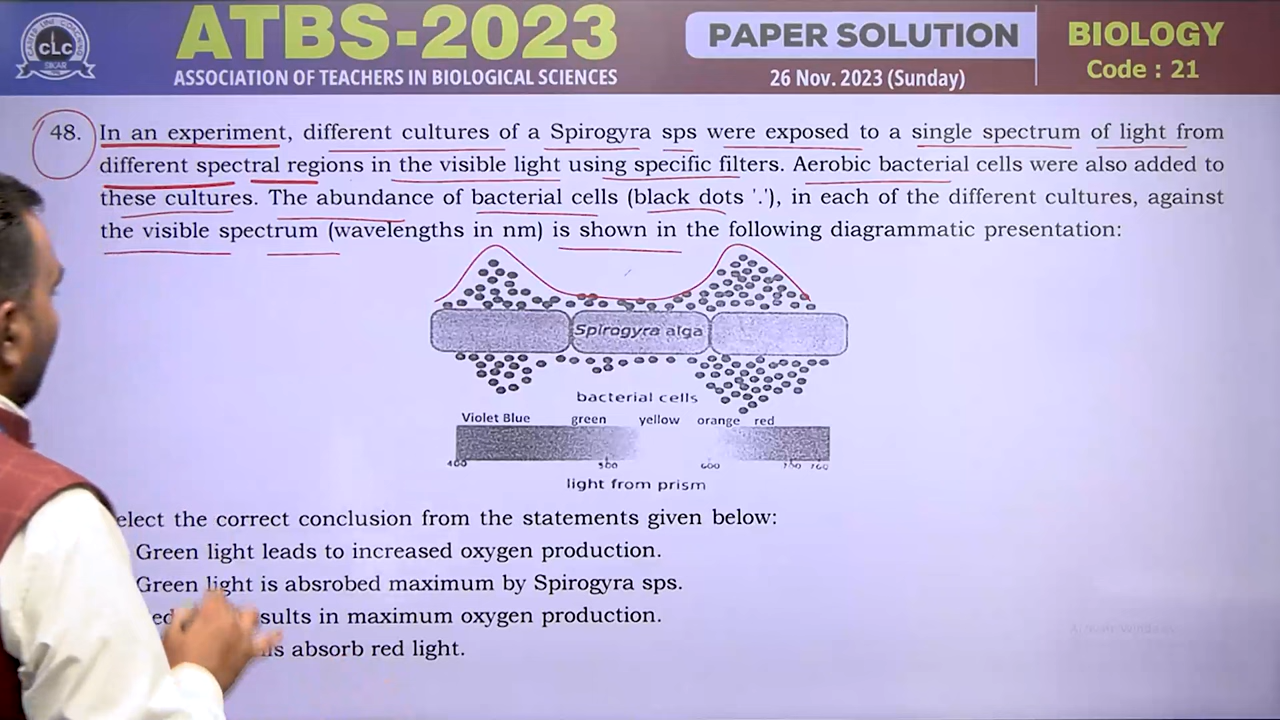 CLC
SIKAR
ATBS-2023
ASSOCIATION OF TEACHERS IN BIOLOGICAL SCIENCES
PAPER SOLUTION
26 Nov. 2023 (Sunday)
BIOLOGY
Code : 21
48. In an experiment, different cultures of a Spirogyra sps were exposed to a single spectrum of light from
different spectral regions in the visible light using specific filters. Aerobic bacterial cells were also added to
these cultures. The abundance of bacterial cells (black dots '.'), in each of the different cultures, against
the visible spectrum (wavelengths in nm) is shown in the following diagrammatic presentation:
Spirogyra alga
bacterial cells
Violet Blue green yellow orange red
400 500 600 700 760
light from prism
elect the correct conclusion from the statements given below:
Green light leads to increased oxygen production.
Green light is absrobed maximum by Spirogyra sps.
ed sults in maximum oxygen production.
absorb red light.